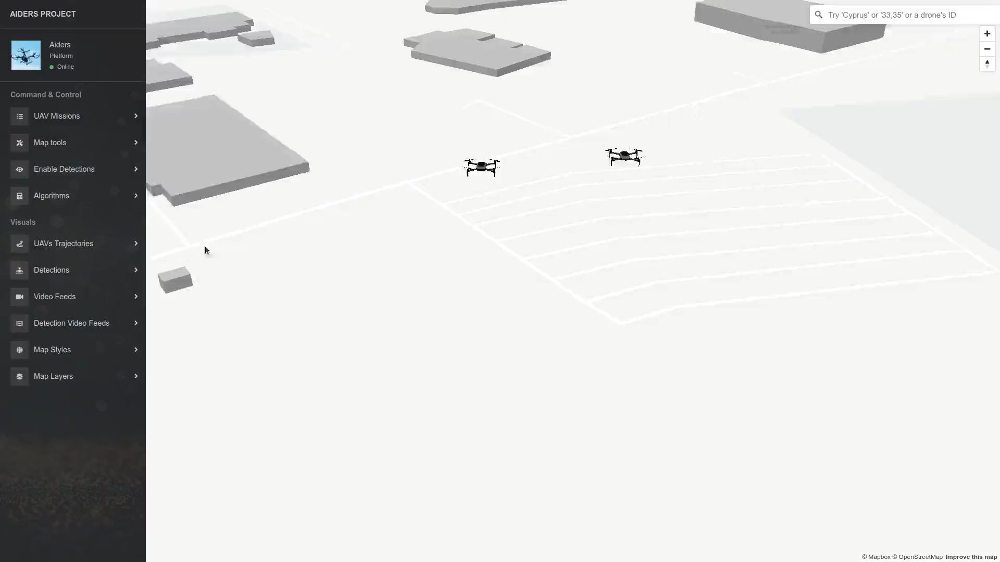 AIDERS PROJECT
Aiders
Platform
Online
Command & Control
UAV Missions
Map tools
Enable Detections
Algorithms
Visuals
UAVs Trajectories
Detections
Video Feeds
Detection Video Feeds
Map Styles
Map Layers
Try 'Cyprus' or '33,35' or a drone's ID
© Mapbox © OpenStreetMap Improve this map